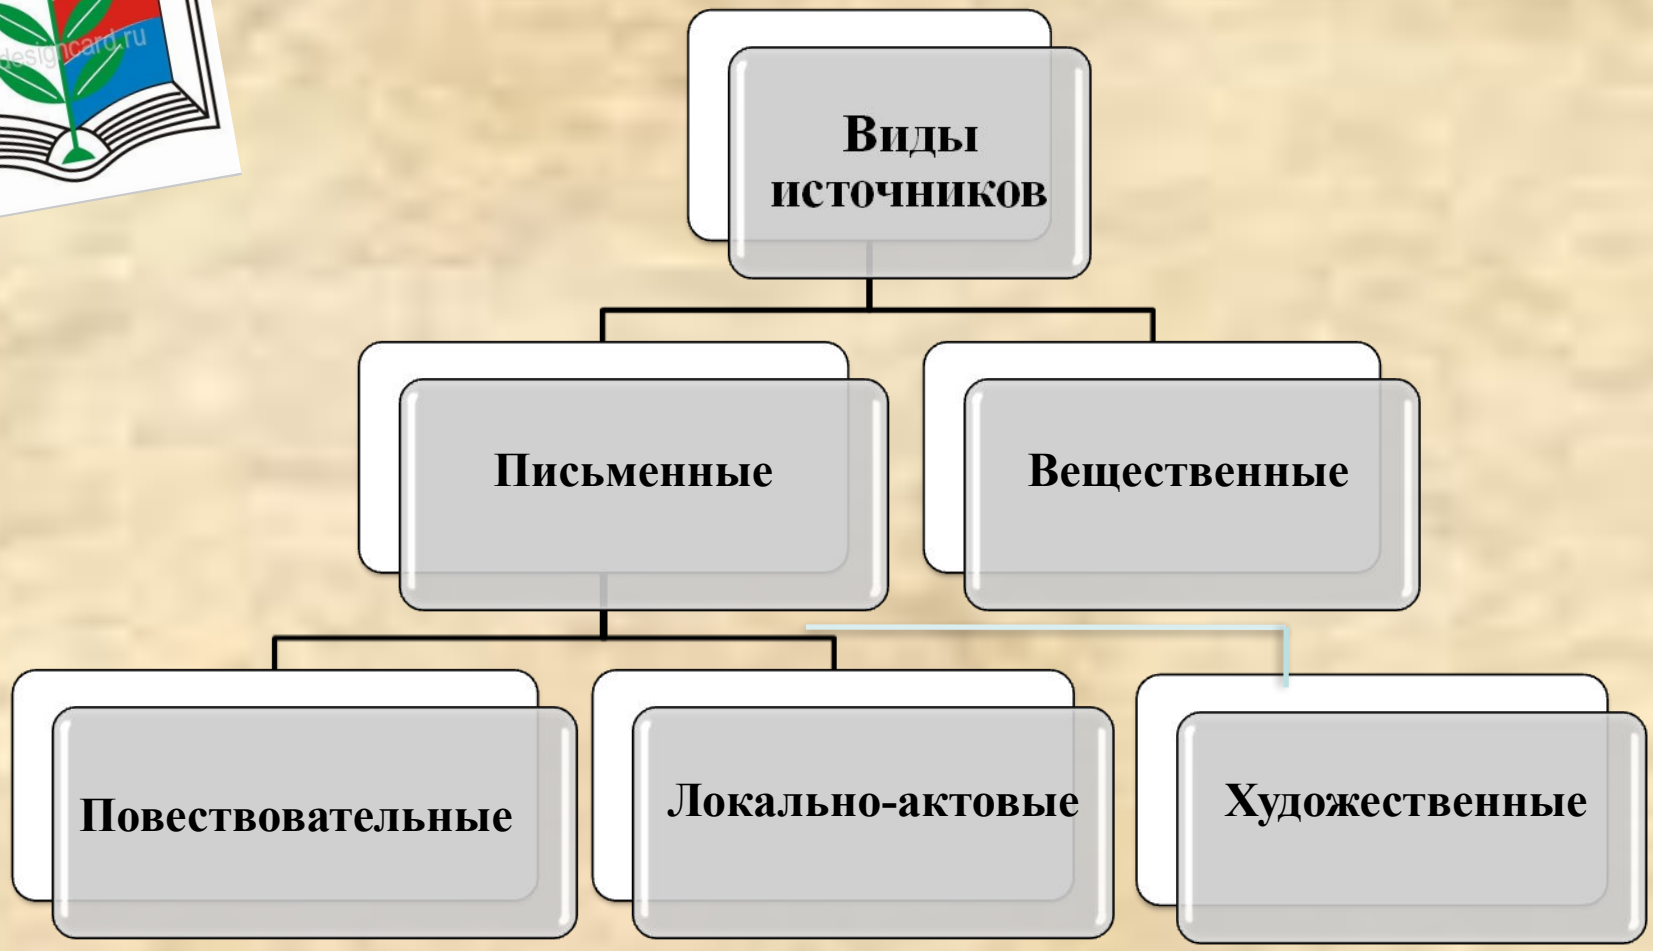 designcard.ru
Виды
источников
Письменные
Вещественные
Повествовательные
Локально-актовые
Художественные